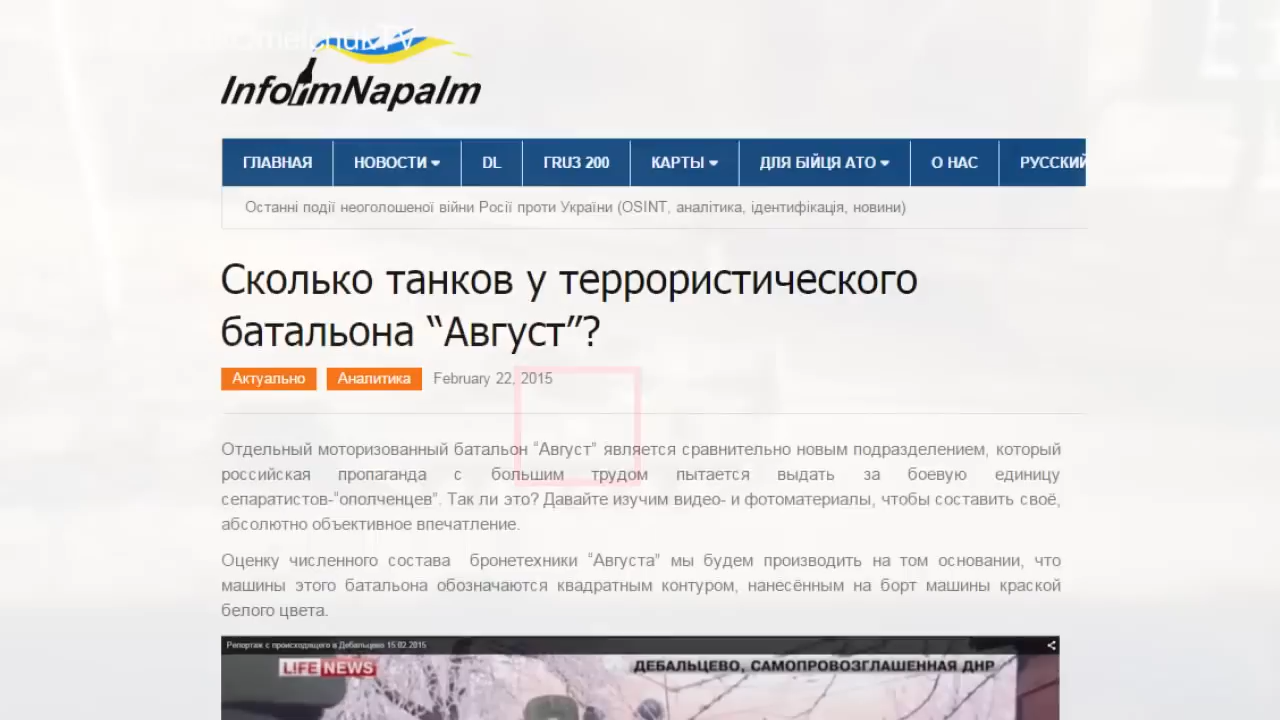 InformNapalm
ГЛАВНАЯ НОВОСТИ DL ГRUЗ 200 КАРТЫ ДЛЯ БІЙЦЯ АТО О НАС РУССКИЙ
Останні події неоголошеної війни Росії проти України (OSINT, аналітика, ідентифікація, новини)
Сколько танков у террористического
батальона “Август”?
Актуально Аналитика February 22, 2015
Отдельный моторизованный батальон “Август” является сравнительно новым подразделением, который
российская пропаганда с большим трудом пытается выдать за боевую единицу
сепаратистов-“ополченцев”. Так ли это? Давайте изучим видео- и фотоматериалы, чтобы составить своё,
абсолютно объективное впечатление.
Оценку численного состава бронетехники “Августа” мы будем производить на том основании, что
машины этого батальона обозначаются квадратным контуром, нанесённым на борт машины краской
белого цвета.
Репортаж с происходящего в Дебальцево 15.02.2015
LIFE NEWS
ДЕБАЛЬЦЕВО, САМОПРОВОЗГЛАШЕННАЯ ДНР